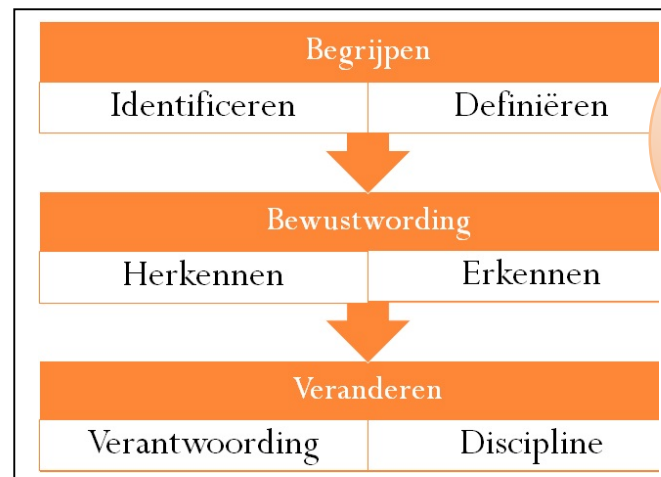 Begrijpen
Identificeren Definiëren
Bewustwording
Herkennen Erkennen
Veranderen
Verantwoording Discipline